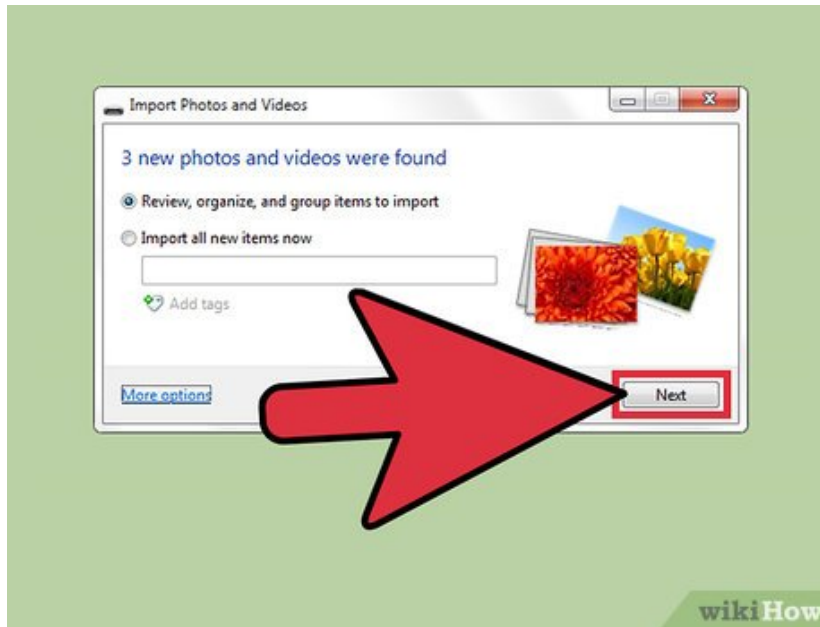 Import Photos and Videos
3 new photos and videos were found
Review, organize, and group items to import
Import all new items now
Add tags
More options
Next
wikiHow